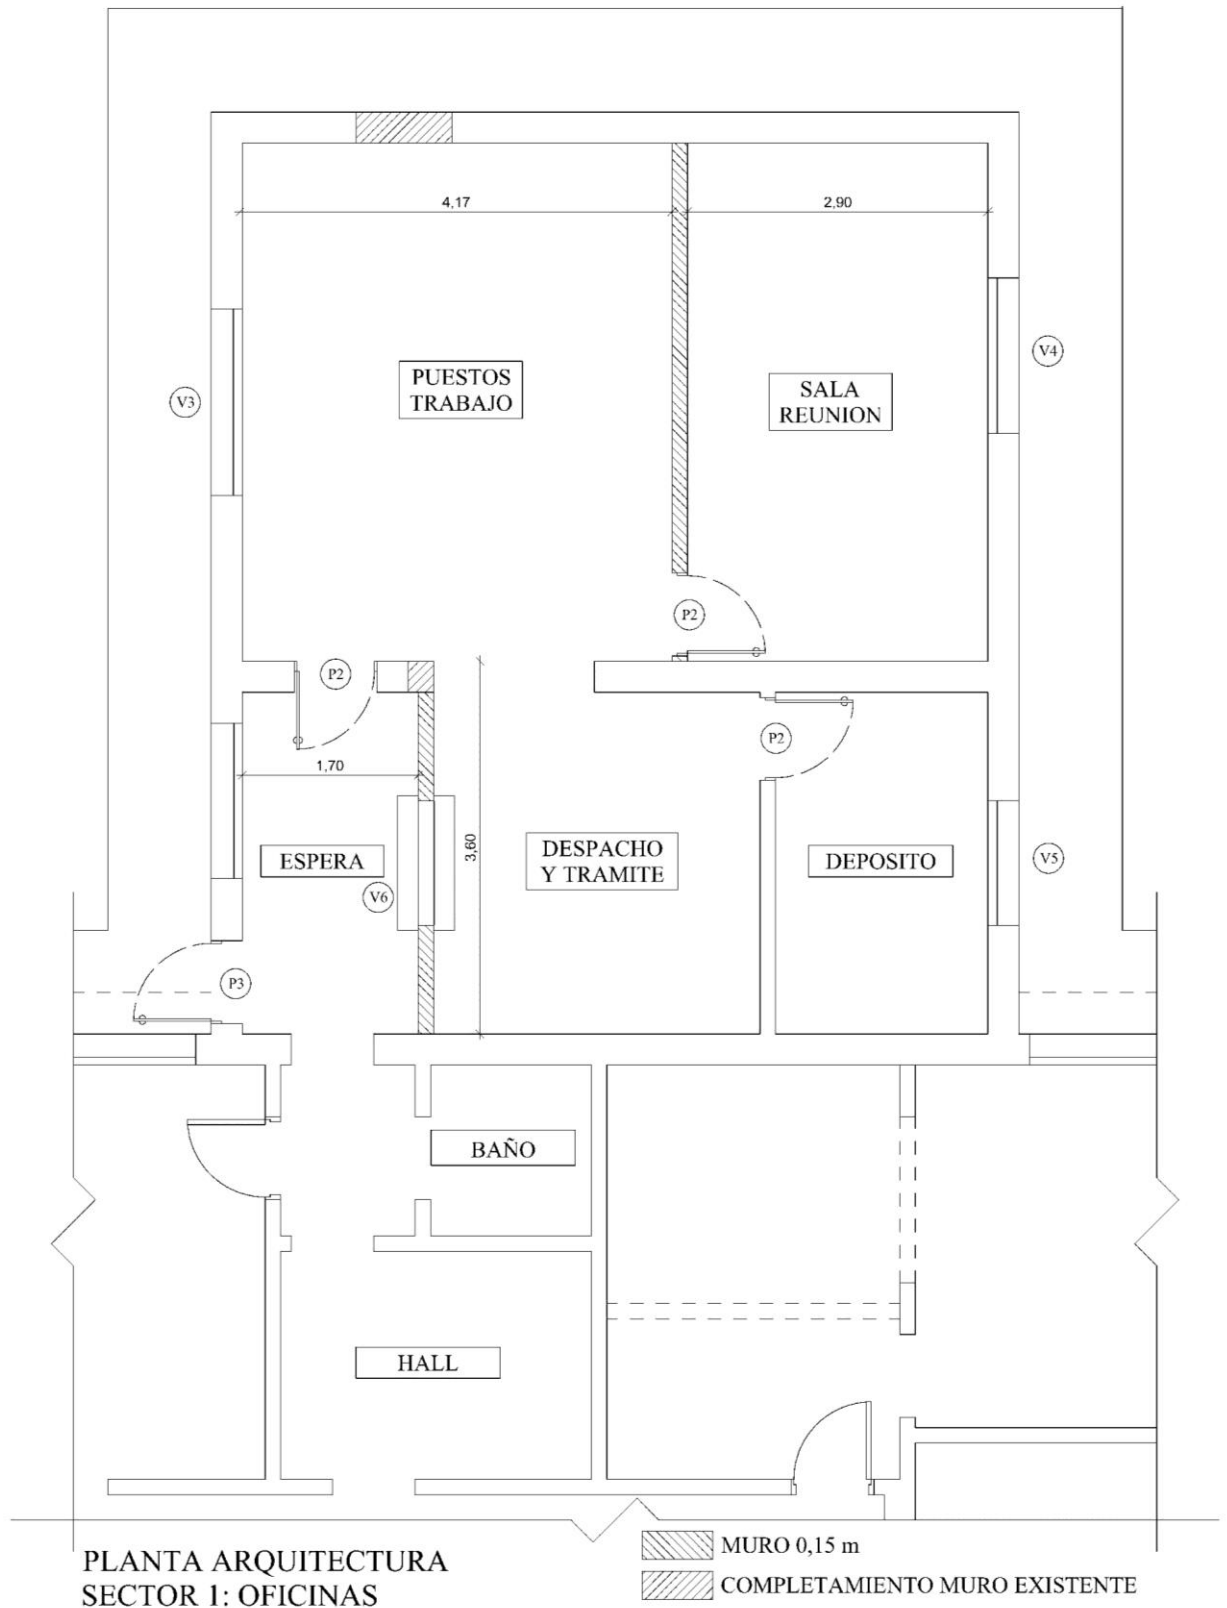 4,17
2,90
PUESTOS
TRABAJO
SALA
REUNION
V3
V4
P2
P2
P2
1,70
3,60
ESPERA
DESPACHO
Y TRAMITE
DEPOSITO
V5
V6
P3
BAÑO
HALL
PLANTA ARQUITECTURA
SECTOR 1: OFICINAS
MURO 0,15 m
COMPLETAMIENTO MURO EXISTENTE